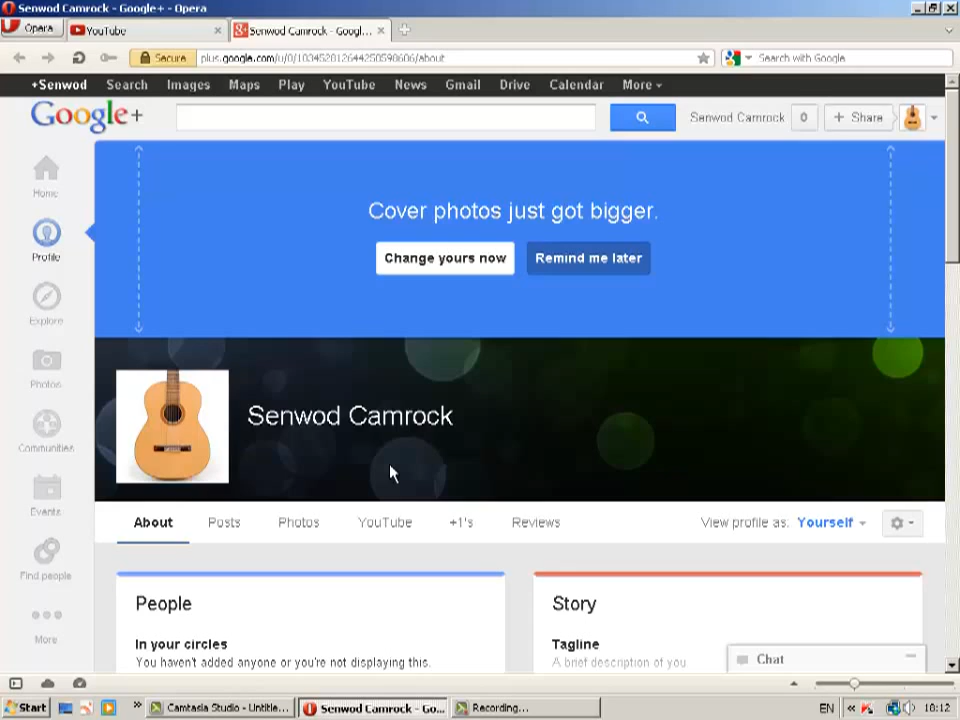 Senwod Camrock - Google+ - Opera
Opera
YouTube
Senwod Camrock - Googl...
Secure
plus.google.com/u/0/103452812644250598606/about
Search with Google
+Senwod Search Images Maps Play YouTube News Gmail Drive Calendar More
Google+
Senwod Camrock 0 + Share
Home
Profile
Explore
Photos
Communities
Events
Find people
More
Cover photos just got bigger.
Change yours now Remind me later
Senwod Camrock
About Posts Photos YouTube +1's Reviews View profile as: Yourself
People
In your circles
You haven't added anyone or you're not displaying this.
Story
Tagline
A brief description of you
Chat
Start Camtasia Studio - Untitle... Senwod Camrock - Go... Recording... EN 18:12